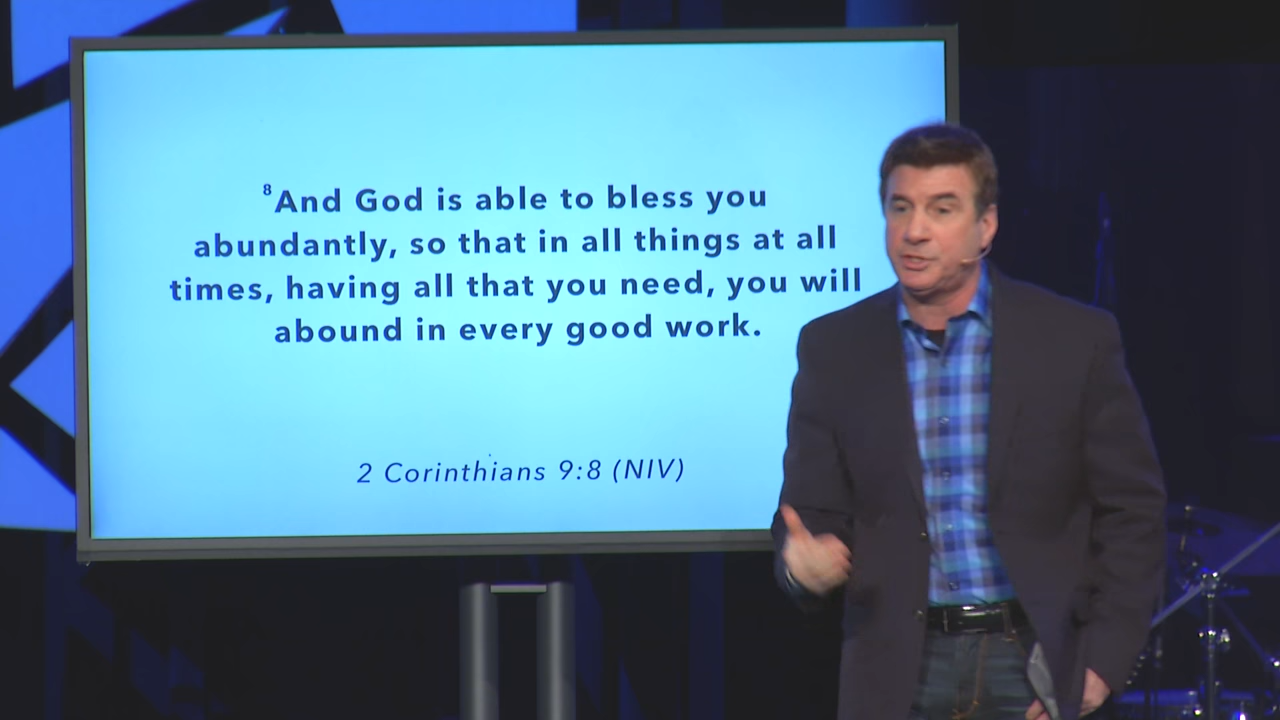 ⁸And God is able to bless you
abundantly, so that in all things at all
times, having all that you need, you will
abound in every good work.
2 Corinthians 9:8 (NIV)